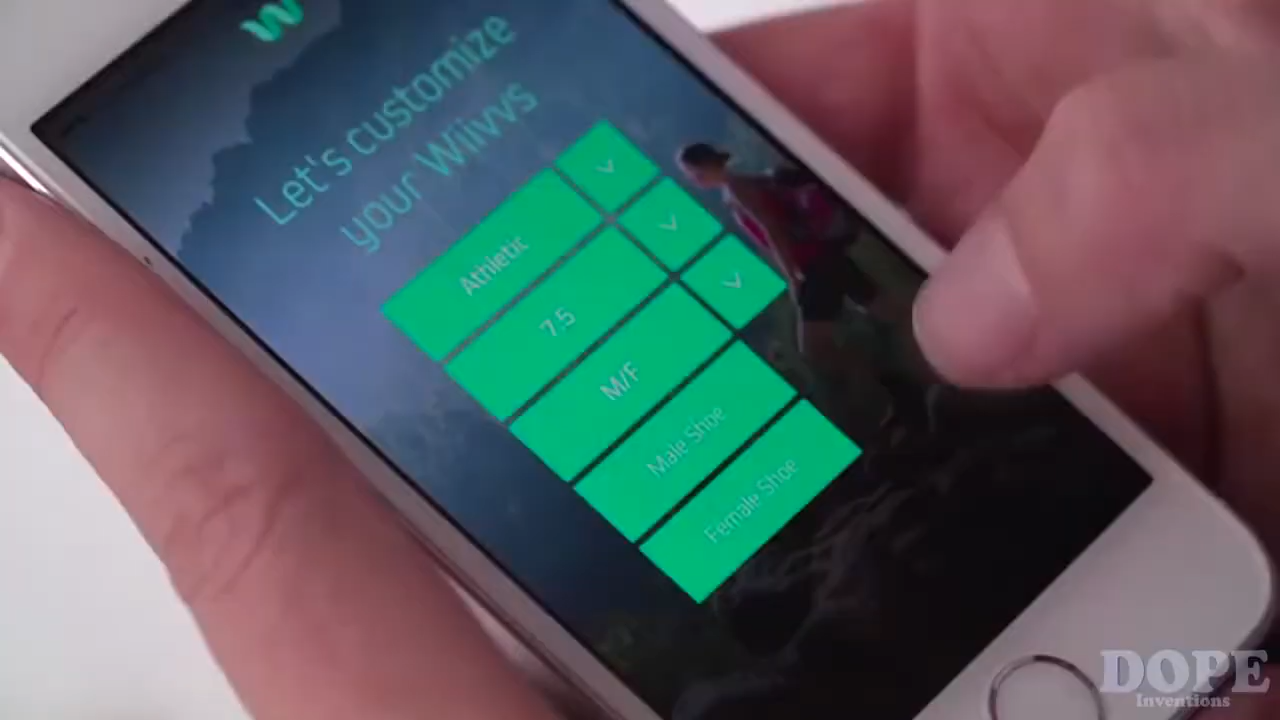 W
Let's customize
your Wiivvs
Athletic
7.5
M/F
Male Shoe
Female Shoe
DOPE
Inventions